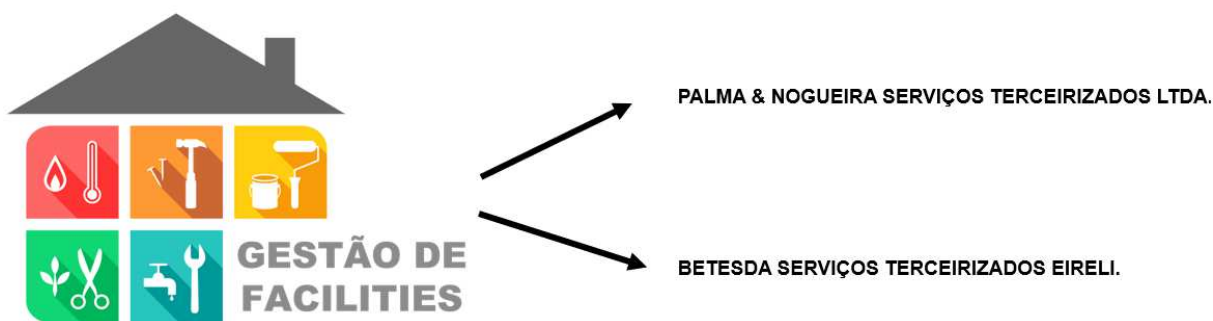 PALMA & NOGUEIRA SERVIÇOS TERCEIRIZADOS LTDA.
GESTÃO DE
FACILITIES
BETESDA SERVIÇOS TERCEIRIZADOS EIRELI.